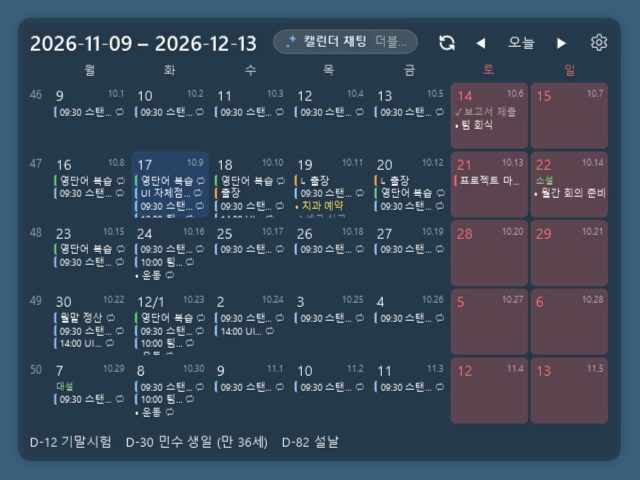 2026-11-09 – 2026-12-13 캘린더 채팅 더블... 오늘
월 화 수 목 금 토 일
46 9 10.1 10 10.2 11 10.3 12 10.4 13 10.5 14 10.6 15 10.7
09:30 스탠... 09:30 스탠... 09:30 스탠... 09:30 스탠... 09:30 스탠... ✓보고서 제출
• 팀 회식
47 16 10.8 17 10.9 18 10.10 19 10.11 20 10.12 21 10.13 22 10.14
영단어 복습 영단어 복습 영단어 복습 ↳ 출장 ↳ 출장 프로젝트 마... 소설
09:30 스탠... UI 자체점... 출장 09:30 스탠... 영단어 복습 • 월간 회의 준비
09:30 스탠... 09:30 스탠... • 치과 예약 09:30 스탠...
48 23 10.15 24 10.16 25 10.17 26 10.18 27 10.19 28 10.20 29 10.21
영단어 복습 09:30 스탠... 09:30 스탠... 09:30 스탠... 09:30 스탠...
09:30 스탠... 10:00 팀...
• 운동
49 30 10.22 12/1 10.23 2 10.24 3 10.25 4 10.26 5 10.27 6 10.28
월말 정산 영단어 복습 09:30 스탠... 09:30 스탠... 09:30 스탠...
09:30 스탠... 09:30 스탠... 14:00 UI...
14:00 UI... 10:00 팀...
50 7 10.29 8 10.30 9 11.1 10 11.2 11 11.3 12 11.4 13 11.5
대설 09:30 스탠... 09:30 스탠... 09:30 스탠... 09:30 스탠...
09:30 스탠... 10:00 팀...
• 운동
D-12 기말시험 D-30 민수 생일 (만 36세) D-82 설날